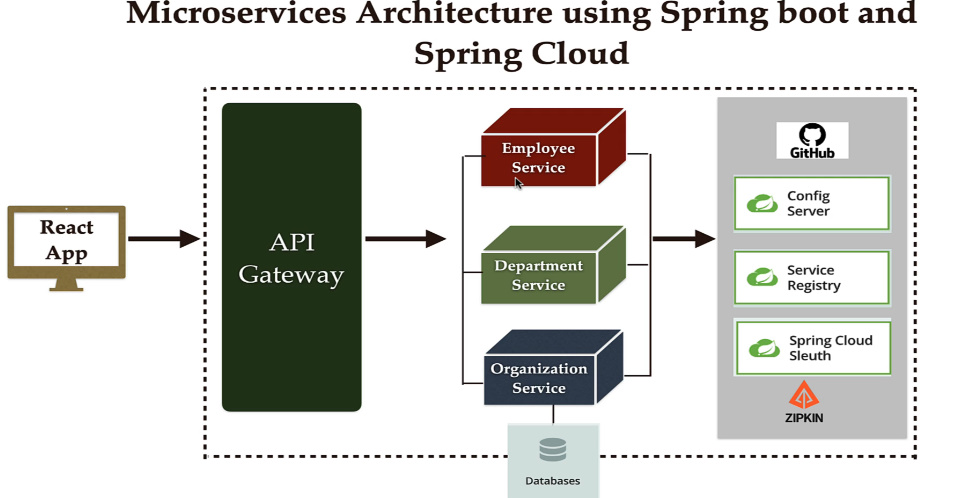 Microservices Architecture using Spring boot and
Spring Cloud
React
App
API
Gateway
Employee
Service
Department
Service
Organization
Service
Databases
GitHub
Config
Server
Service
Registry
Spring Cloud
Sleuth
ZIPKIN